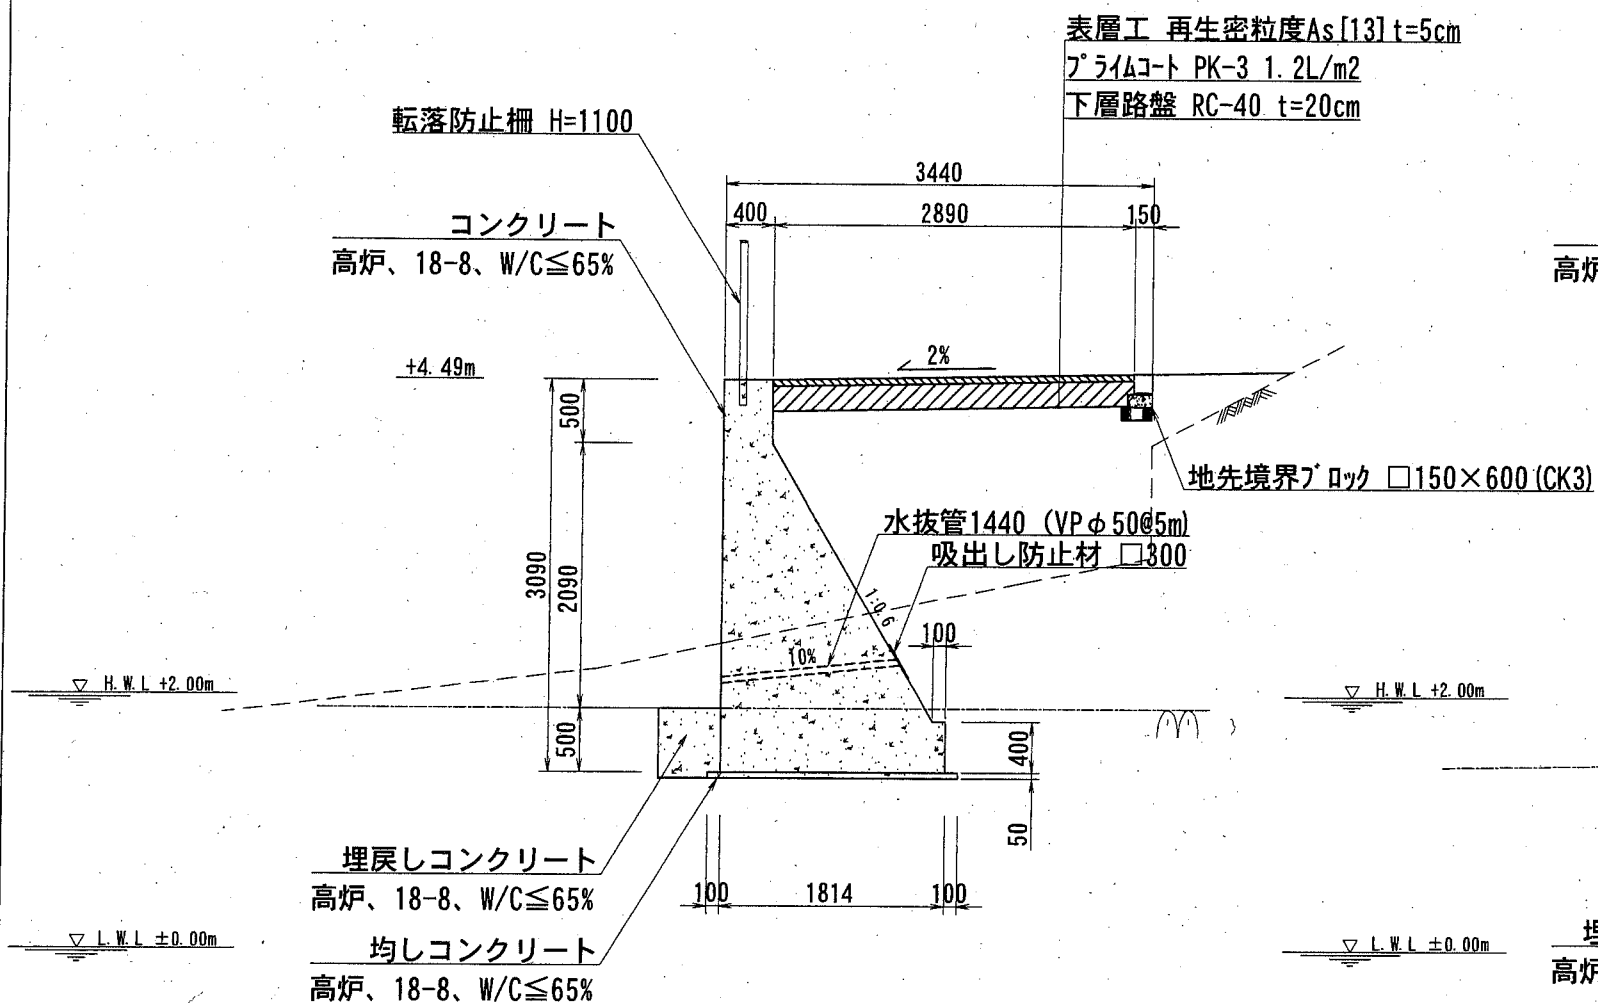 表層工 再生密粒度As[13] t=5cm
プライムコート PK-3 1.2L/m2
下層路盤 RC-40 t=20cm
転落防止柵 H=1100
3440
400
2890
150
コンクリート
高炉、18-8、W/C≦65%
高炉
+4.49m
2%
500
地先境界ブロック □150×600(CK3)
水抜管1440 (VPφ50@5m)
吸出し防止材 □300
3090
2090
1:0.6
100
10%
H.W.L +2.00m
H.W.L +2.00m
500
400
50
埋戻しコンクリート
高炉、18-8、W/C≦65%
100
1814
100
均しコンクリート
高炉、18-8、W/C≦65%
L.W.L ±0.00m
L.W.L ±0.00m
埋
高炉